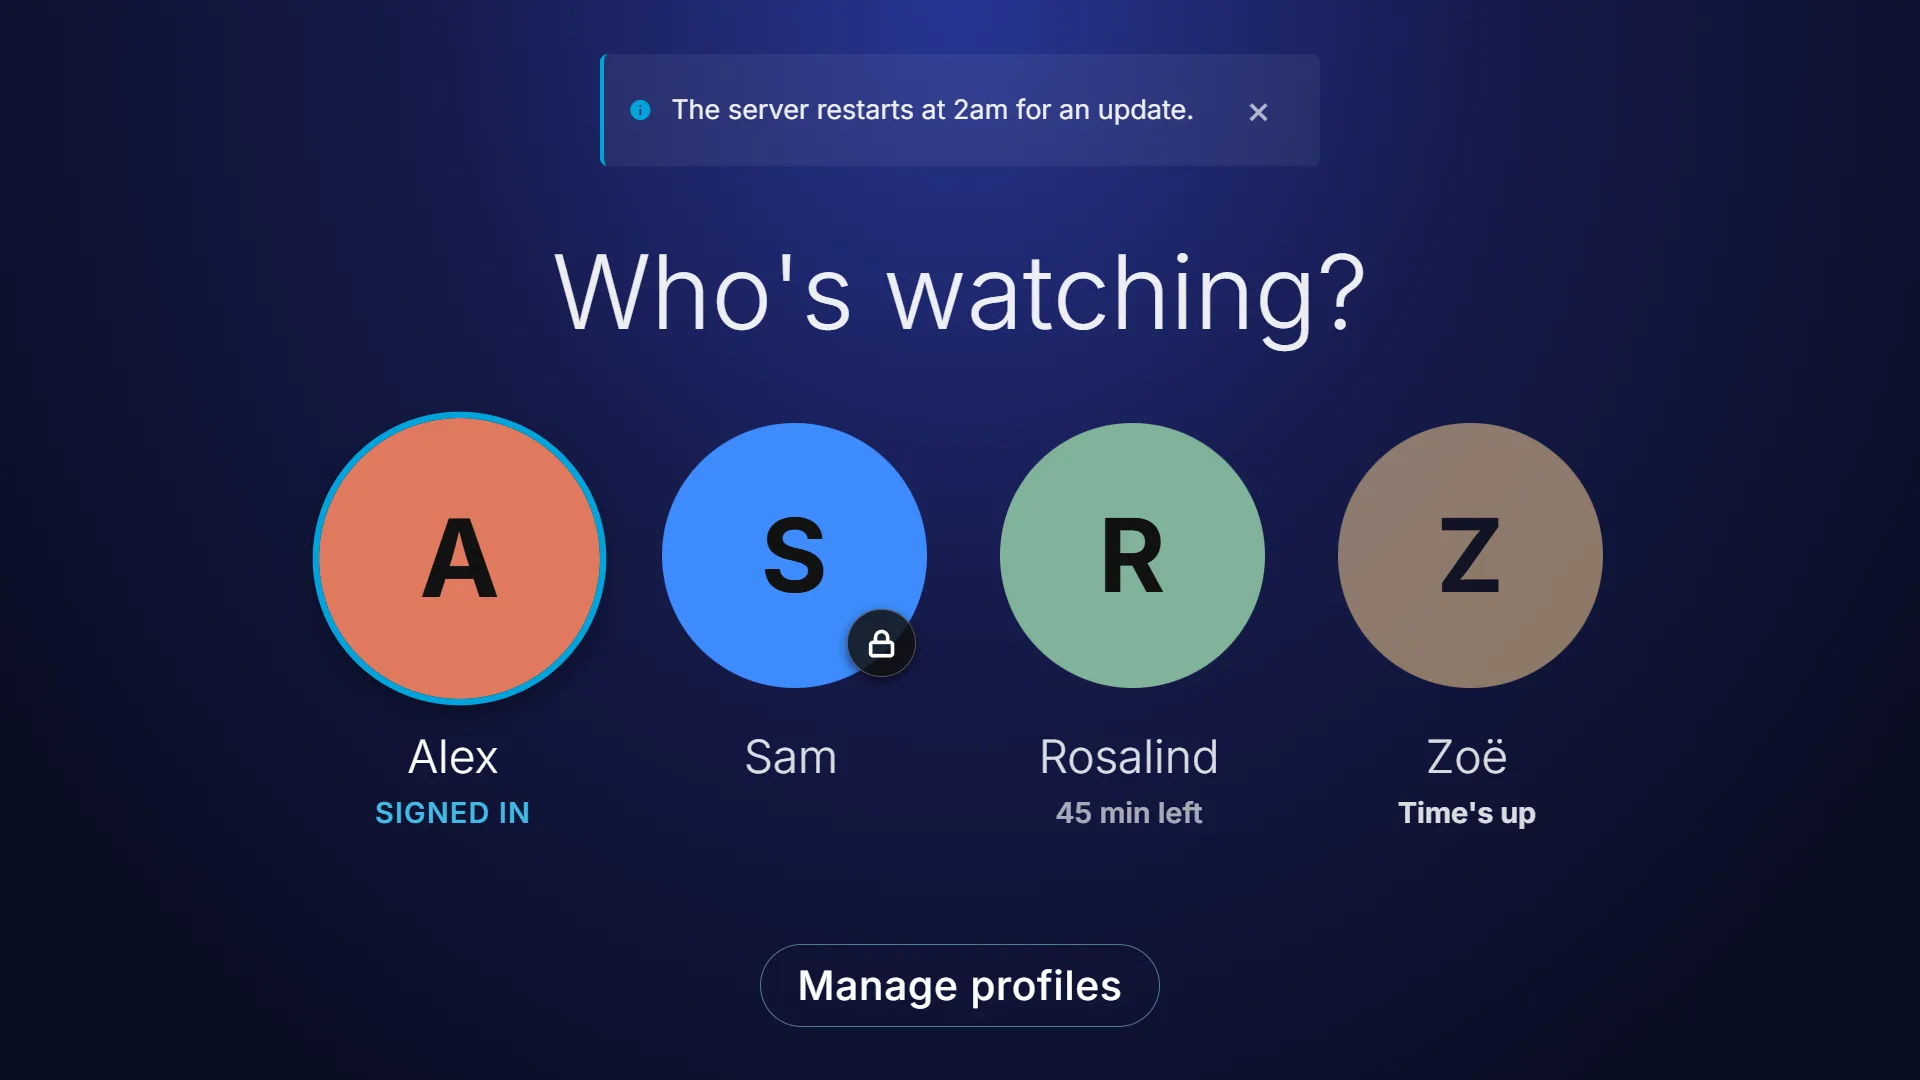 The server restarts at 2am for an update.
Who's watching?
A
S
R
Z
Alex
Sam
Rosalind
Zoë
SIGNED IN
45 min left
Time's up
Manage profiles